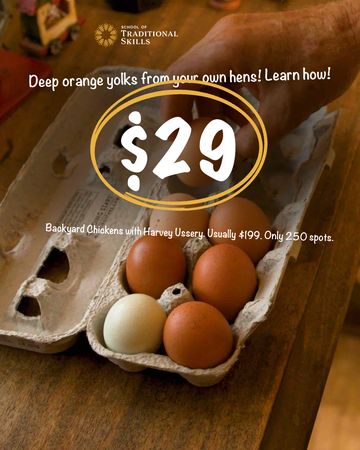 SCHOOL OF
TRADITIONAL
SKILLS
Deep orange yolks from your own hens! Learn how!
$29
Backyard Chickens with Harvey Ussery. Usually $199. Only 250 spots.